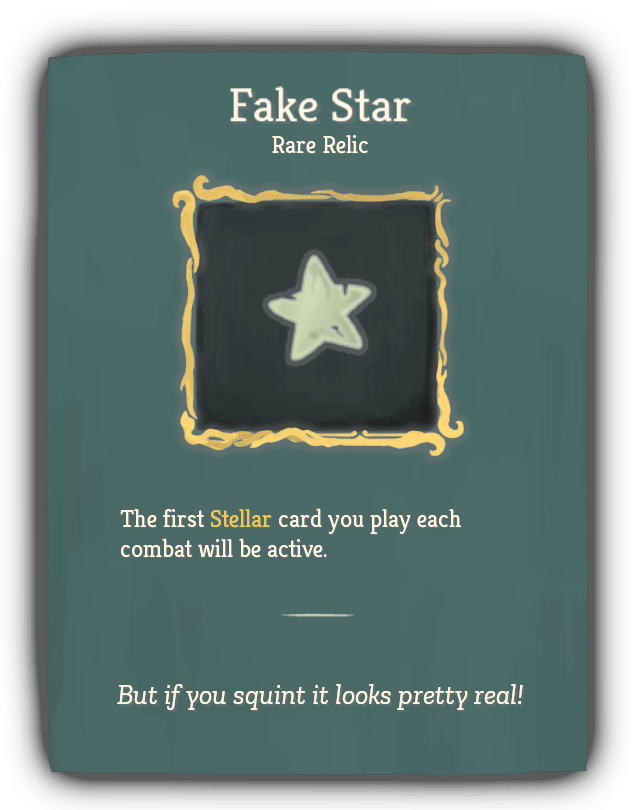 Fake Star
Rare Relic
The first Stellar card you play each
combat will be active.
But if you squint it looks pretty real!